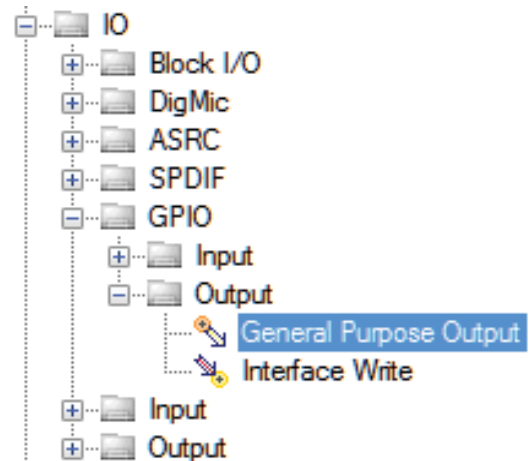 IO
Block I/O
DigMic
ASRC
SPDIF
GPIO
Input
Output
General Purpose Output
Interface Write
Input
Output